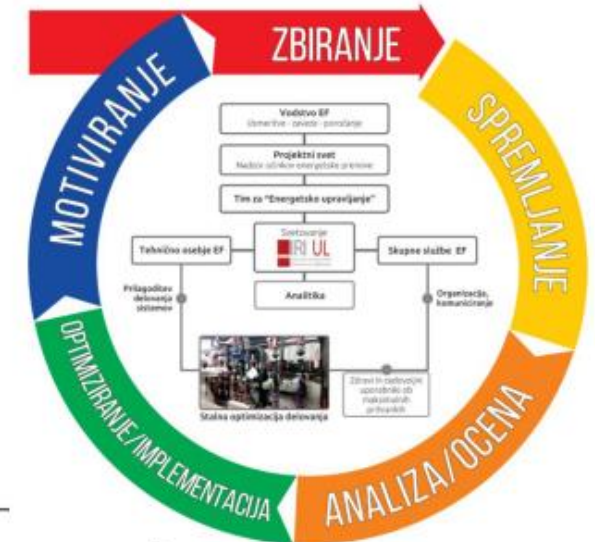 ZBIRANJE
SPREMLJANJE
ANALIZA/OCENA
OPTIMIZIRANJE/IMPLEMENTACIJA
MOTIVIRANJE
Vodstvo EF
Usmeritve - zaveze - poročanje
Projektni svet
Nadzor učinkov energetske prenove
Tim za "Energetsko upravljanje"
Tehnično osebje EF
Svetovanje
IRI UL
Skupne službe EF
Analitika
Prilagoditev
delovanja
sistemov
Organizacija,
komuniciranje
Stalna optimizacija delovanja
Zdravi in zadovoljni
uporabniki ob
maksimalnih
prihrankih